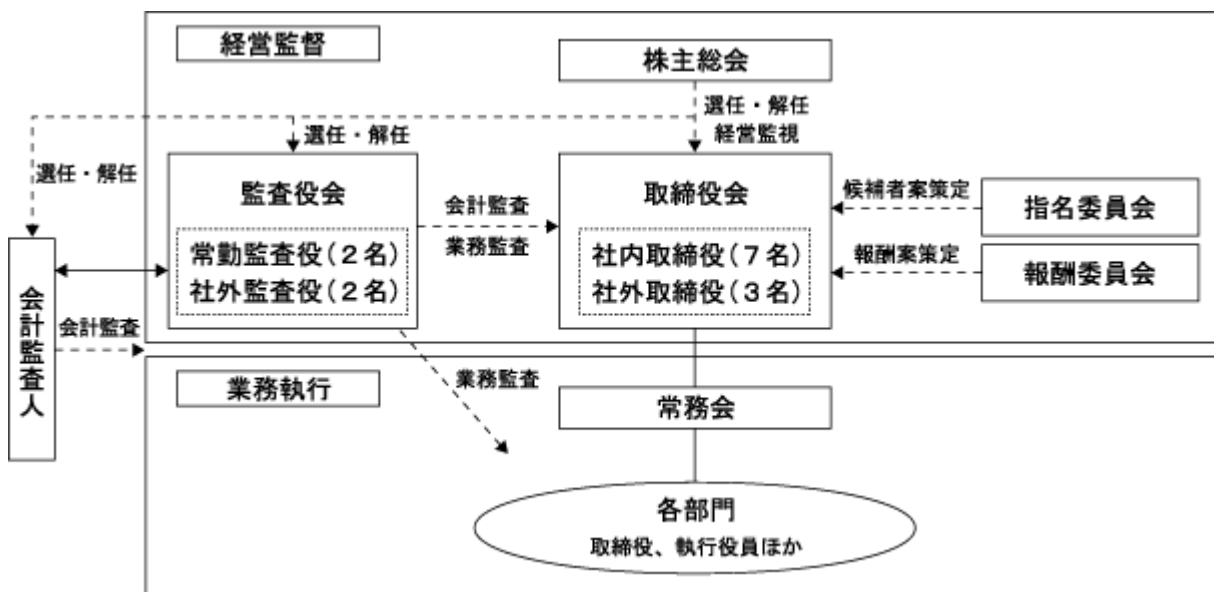 経営監督
株主総会
選任・解任
経営監視
選任・解任
選任・解任
監査役会
常勤監査役(2名)
社外監査役(2名)
会計監査
業務監査
取締役会
社内取締役(7名)
社外取締役(3名)
候補者案策定
指名委員会
報酬案策定
報酬委員会
会計監査人
会計監査
業務執行
業務監査
常務会
各部門
取締役、執行役員ほか